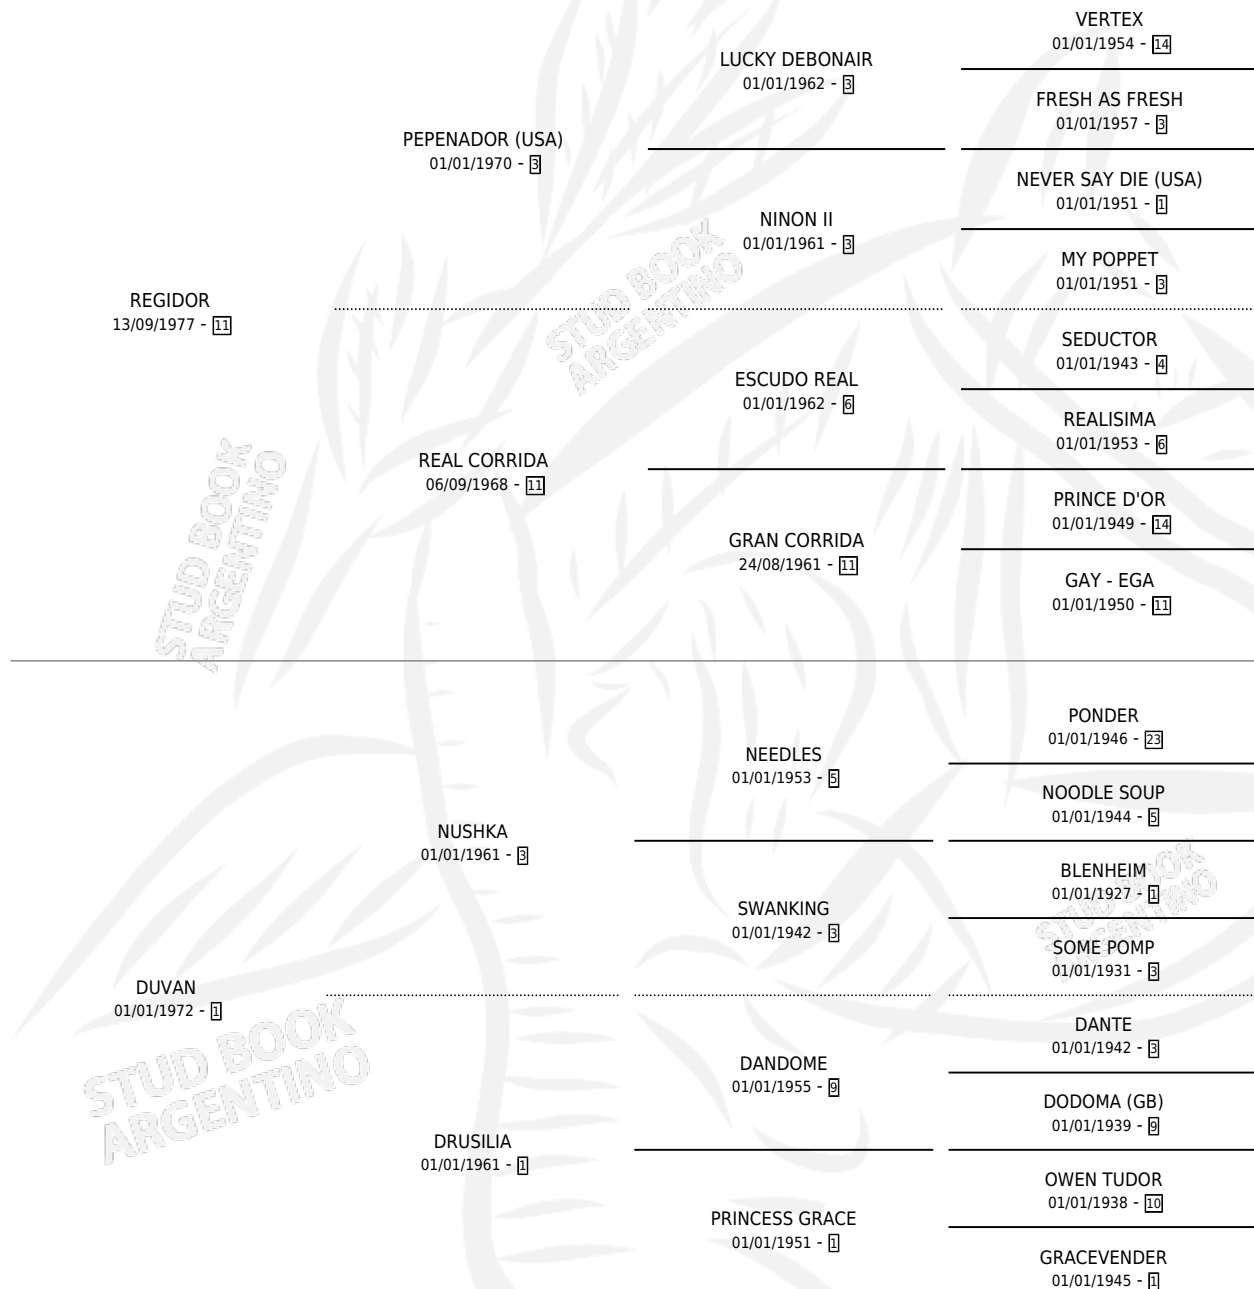 VERTEX
01/01/1954 - 14
LUCKY DEBONAIR
01/01/1962 - 3
FRESH AS FRESH
01/01/1957 - 3
PEPENADOR (USA)
01/01/1970 - 3
NEVER SAY DIE (USA)
01/01/1951 - 1
NINON II
01/01/1961 - 3
MY POPPET
01/01/1951 - 3
REGIDOR
13/09/1977 - 11
SEDUCTOR
01/01/1943 - 4
ESCUDO REAL
01/01/1962 - 6
REALISIMA
01/01/1953 - 6
REAL CORRIDA
06/09/1968 - 11
PRINCE D'OR
01/01/1949 - 14
GRAN CORRIDA
24/08/1961 - 11
GAY - EGA
01/01/1950 - 11
PONDER
01/01/1946 - 23
NEEDLES
01/01/1953 - 5
NOODLE SOUP
01/01/1944 - 5
NUSHKA
01/01/1961 - 3
BLENHEIM
01/01/1927 - 1
SWANKING
01/01/1942 - 3
SOME POMP
01/01/1931 - 3
DUVAN
01/01/1972 - 1
DANTE
01/01/1942 - 3
DANDOME
01/01/1955 - 9
DODOMA (GB)
01/01/1939 - 9
DRUSILIA
01/01/1961 - 1
OWEN TUDOR
01/01/1938 - 10
PRINCESS GRACE
01/01/1951 - 1
GRACEVENDER
01/01/1945 - 1
STUD BOOK
ARGENTINO
STUD BOOK
ARGENTINO
STUD BOOK
ARGENTINO
STUD BOOK
ARGENTINO